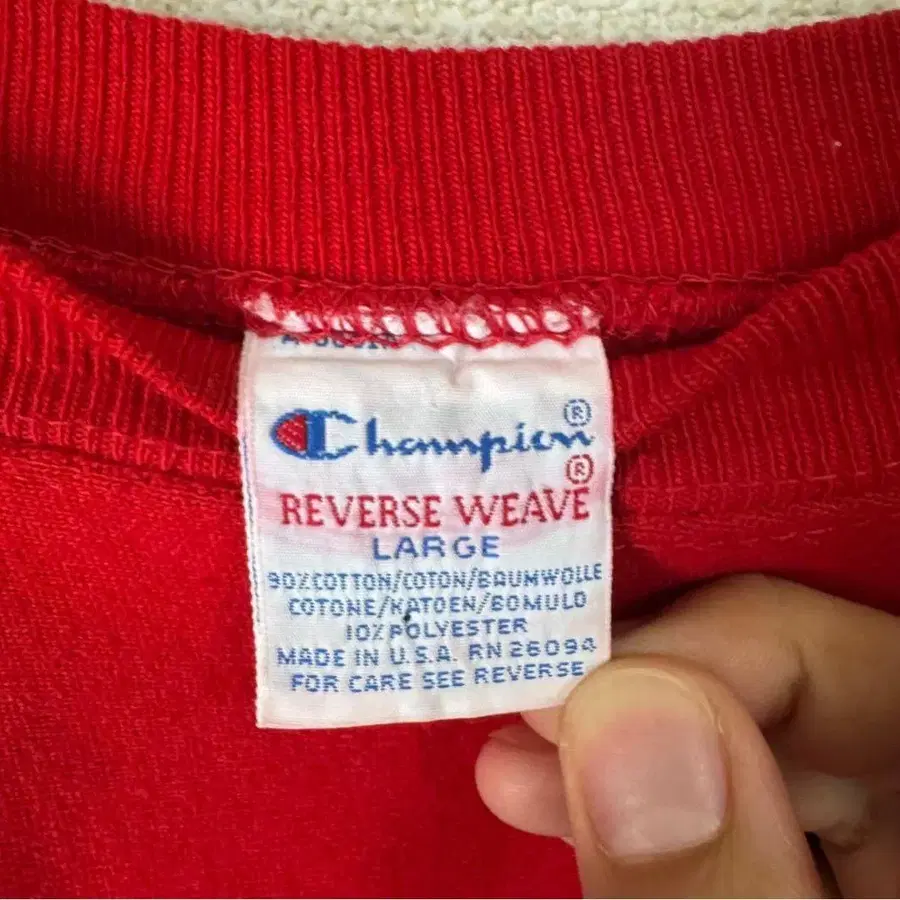 Champion®
REVERSE WEAVE®
LARGE
90%COTTON/COTON/BAUMWOLLE
COTONE/KATOEN/BOMULO
10% POLYESTER
MADE IN U.S.A. RN 26094
FOR CARE SEE REVERSE